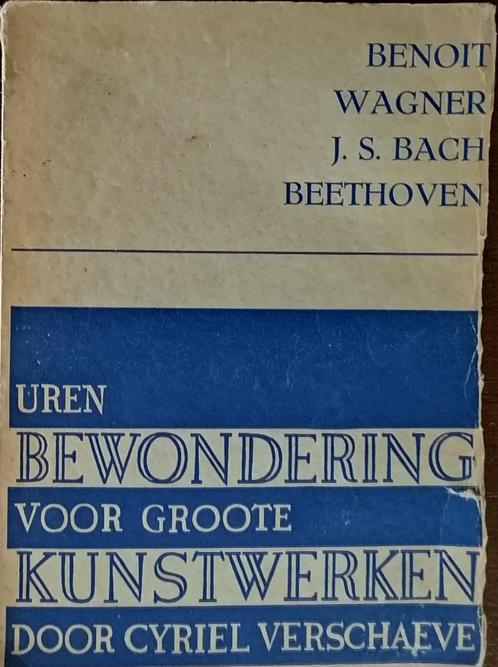 BENOIT
WAGNER
J. S. BACH
BEETHOVEN
UREN
BEWONDERING
VOOR GROOTE
KUNSTWERKEN
DOOR CYRIEL VERSCHAEVE